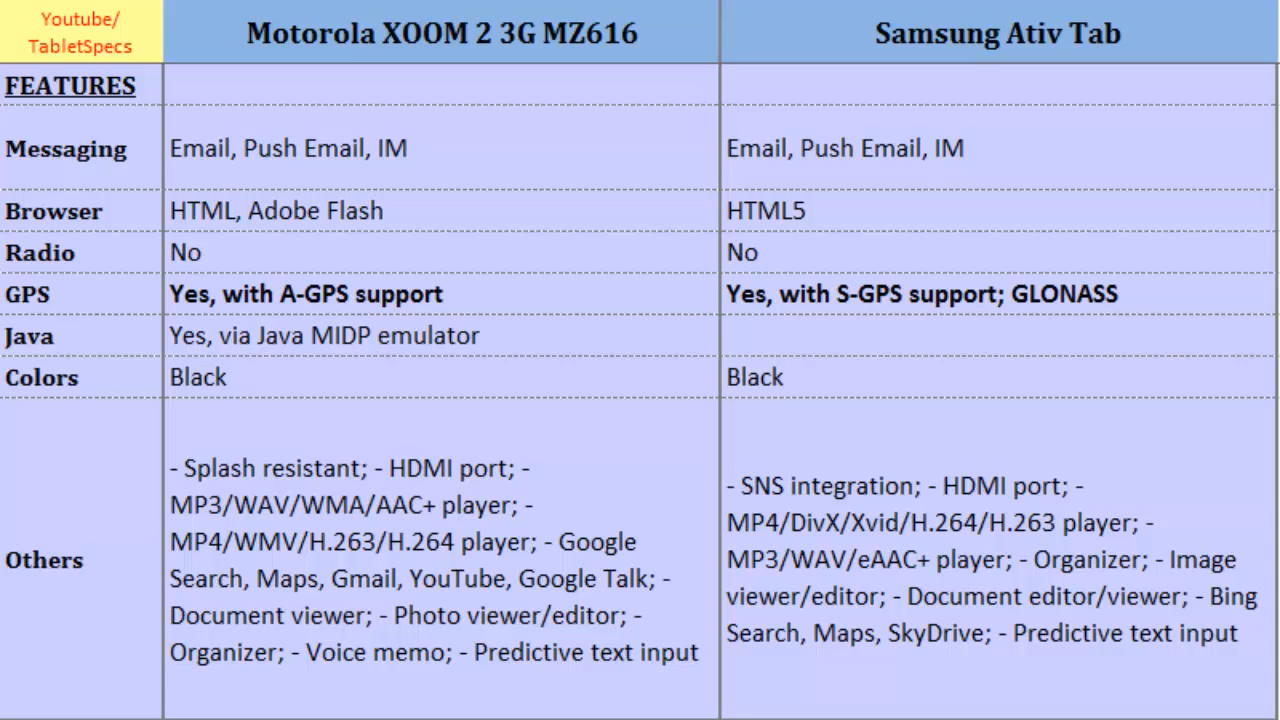 Youtube/
TabletSpecs
Motorola XOOM 2 3G MZ616
Samsung Ativ Tab
FEATURES
Messaging
Email, Push Email, IM
Email, Push Email, IM
Browser
HTML, Adobe Flash
HTML5
Radio
No
No
GPS
Yes, with A-GPS support
Yes, with S-GPS support; GLONASS
Java
Yes, via Java MIDP emulator
Colors
Black
Black
Others
- Splash resistant; - HDMI port; -
MP3/WAV/WMA/AAC+ player; -
MP4/WMV/H.263/H.264 player; - Google
Search, Maps, Gmail, YouTube, Google Talk; -
Document viewer; - Photo viewer/editor; -
Organizer; - Voice memo; - Predictive text input
- SNS integration; - HDMI port; -
MP4/DivX/Xvid/H.264/H.263 player; -
MP3/WAV/eAAC+ player; - Organizer; - Image
viewer/editor; - Document editor/viewer; - Bing
Search, Maps, SkyDrive; - Predictive text input